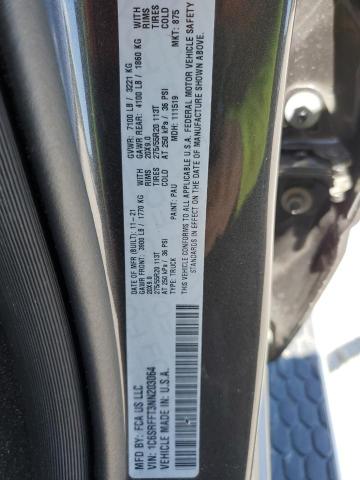 MFD BY: FCA US LLC
VIN: 1C6SRFFT3NN203064
VEHICLE MADE IN: U.S.A.
DATE OF MFR (BUILT): 11-21
GVWR: 7100 LB / 3221 KG
GAWR FRONT: 3900 LB / 1770 KG
GAWR REAR: 4100 LB / 1860 KG
WITH
20X9.0 RIMS
WITH
20X9.0 RIMS
275/55R20 113T TIRES
275/55R20 113T TIRES
AT 250 kPa / 36 PSI COLD
AT 250 kPa / 36 PSI COLD
TYPE: TRUCK
PAINT: PAU
MDH: 111519
MKT: 875
THIS VEHICLE CONFORMS TO ALL APPLICABLE U.S.A. FEDERAL MOTOR VEHICLE SAFETY
STANDARDS IN EFFECT ON THE DATE OF MANUFACTURE SHOWN ABOVE.